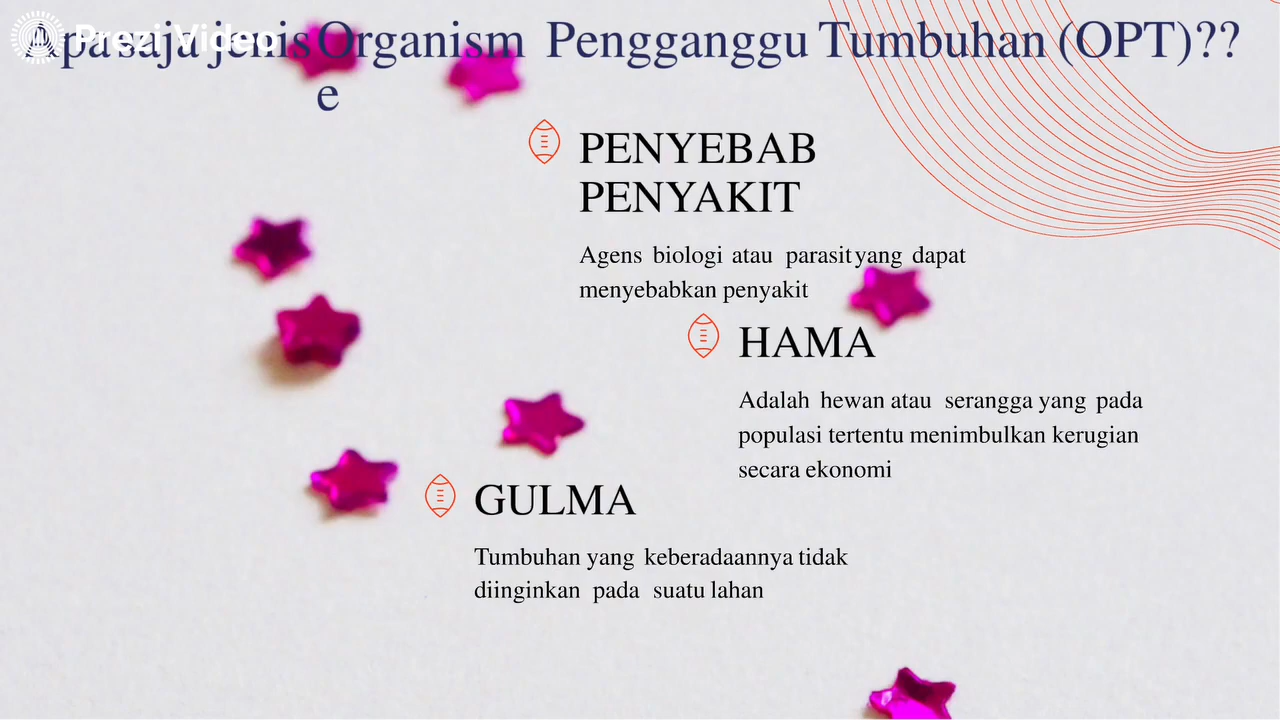 Prezi Video
Apa saja jenis Organism Pengganggu Tumbuhan (OPT)??
e
PENYEBAB
PENYAKIT
Agens biologi atau parasit yang dapat
menyebabkan penyakit
HAMA
Adalah hewan atau serangga yang pada
populasi tertentu menimbulkan kerugian
secara ekonomi
GULMA
Tumbuhan yang keberadaannya tidak
diinginkan pada suatu lahan